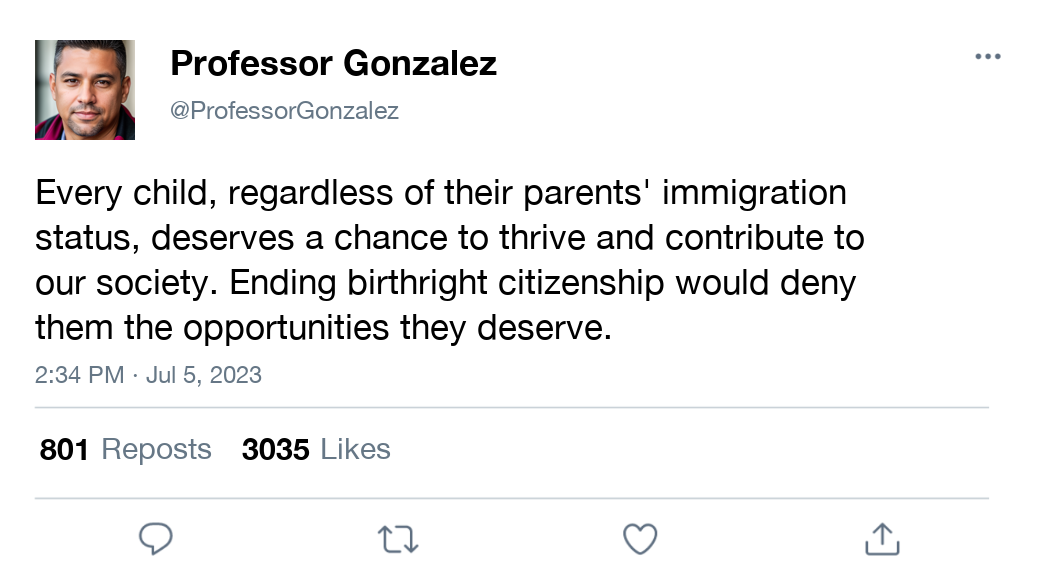 Professor Gonzalez
@ProfessorGonzalez
Every child, regardless of their parents' immigration
status, deserves a chance to thrive and contribute to
our society. Ending birthright citizenship would deny
them the opportunities they deserve.
2:34 PM · Jul 5, 2023
801 Reposts 3035 Likes